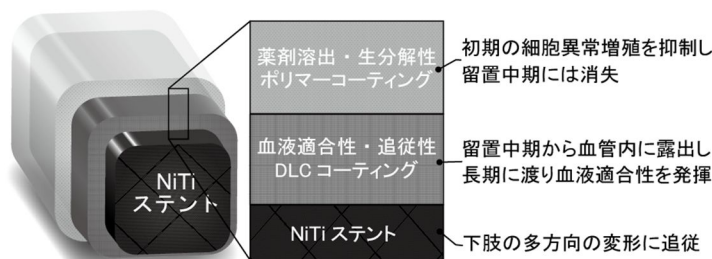 NiTi
ステント
薬剤溶出・生分解性
ポリマーコーティング
初期の細胞異常増殖を抑制し
留置中期には消失
血液適合性・追従性
DLC コーティング
留置中期から血管内に露出し
長期に渡り血液適合性を発揮
NiTi ステント
下肢の多方向の変形に追従